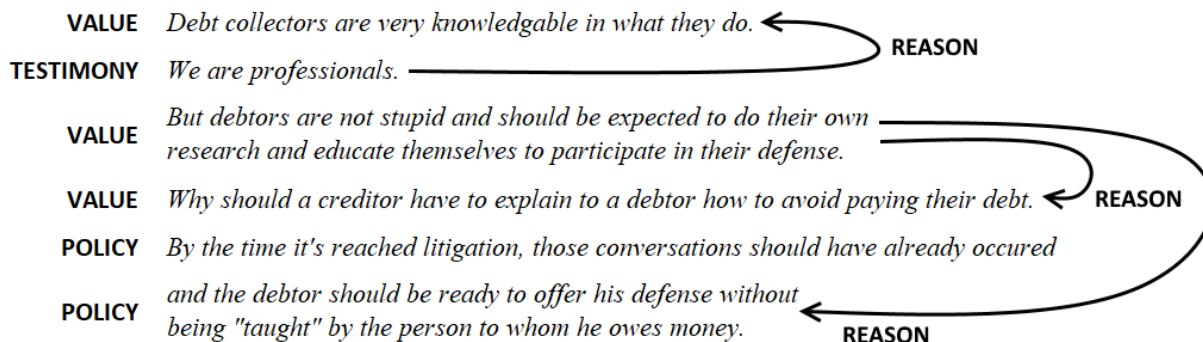 VALUE Debt collectors are very knowledgable in what they do.
REASON
TESTIMONY We are professionals.
VALUE But debtors are not stupid and should be expected to do their own
research and educate themselves to participate in their defense.
VALUE Why should a creditor have to explain to a debtor how to avoid paying their debt.
REASON
POLICY By the time it's reached litigation, those conversations should have already occured
POLICY and the debtor should be ready to offer his defense without
being "taught" by the person to whom he owes money.
REASON